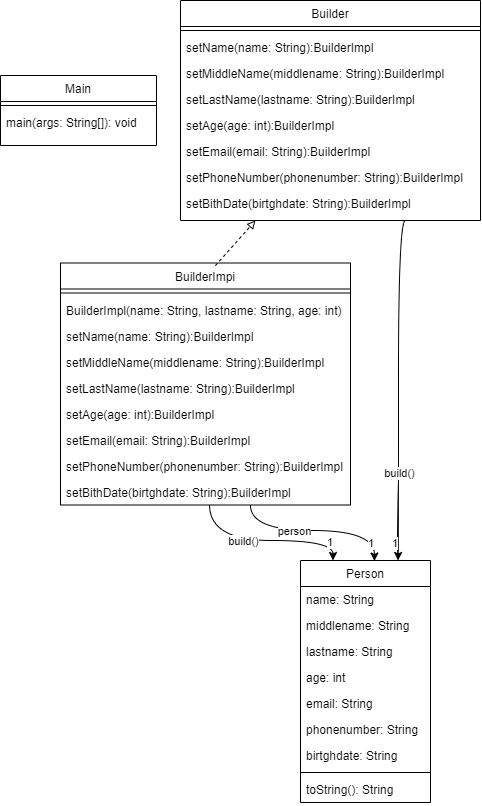 Builder
setName(name: String):BuilderImpl
setMiddleName(middlename: String):BuilderImpl
setLastName(lastname: String):BuilderImpl
setAge(age: int):BuilderImpl
setEmail(email: String):BuilderImpl
setPhoneNumber(phonenumber: String):BuilderImpl
setBithDate(birtghdate: String):BuilderImpl
Main
main(args: String[]): void
BuilderImpi
BuilderImpl(name: String, lastname: String, age: int)
setName(name: String):BuilderImpl
setMiddleName(middlename: String):BuilderImpl
setLastName(lastname: String):BuilderImpl
setAge(age: int):BuilderImpl
setEmail(email: String):BuilderImpl
setPhoneNumber(phonenumber: String):BuilderImpl
setBithDate(birtghdate: String):BuilderImpl
build()
person
build()
1
1
1
Person
name: String
middlename: String
lastname: String
age: int
email: String
phonenumber: String
birtghdate: String
toString(): String